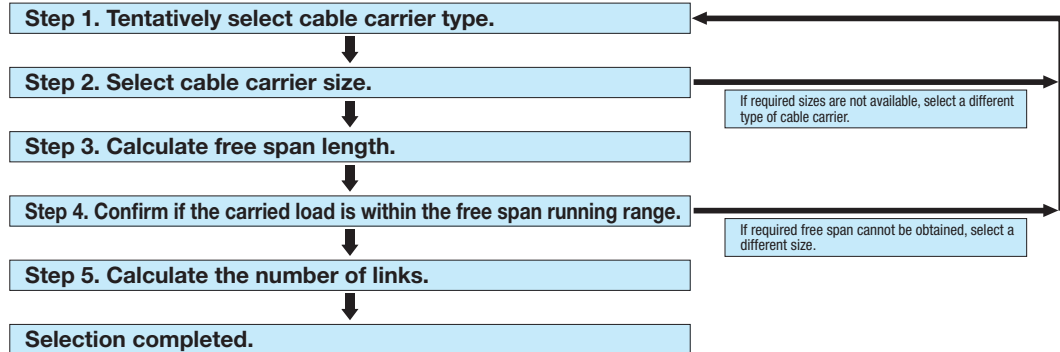 Step 1. Tentatively select cable carrier type.
Step 2. Select cable carrier size.
If required sizes are not available, select a different
type of cable carrier.
Step 3. Calculate free span length.
Step 4. Confirm if the carried load is within the free span running range.
If required free span cannot be obtained, select a
different size.
Step 5. Calculate the number of links.
Selection completed.